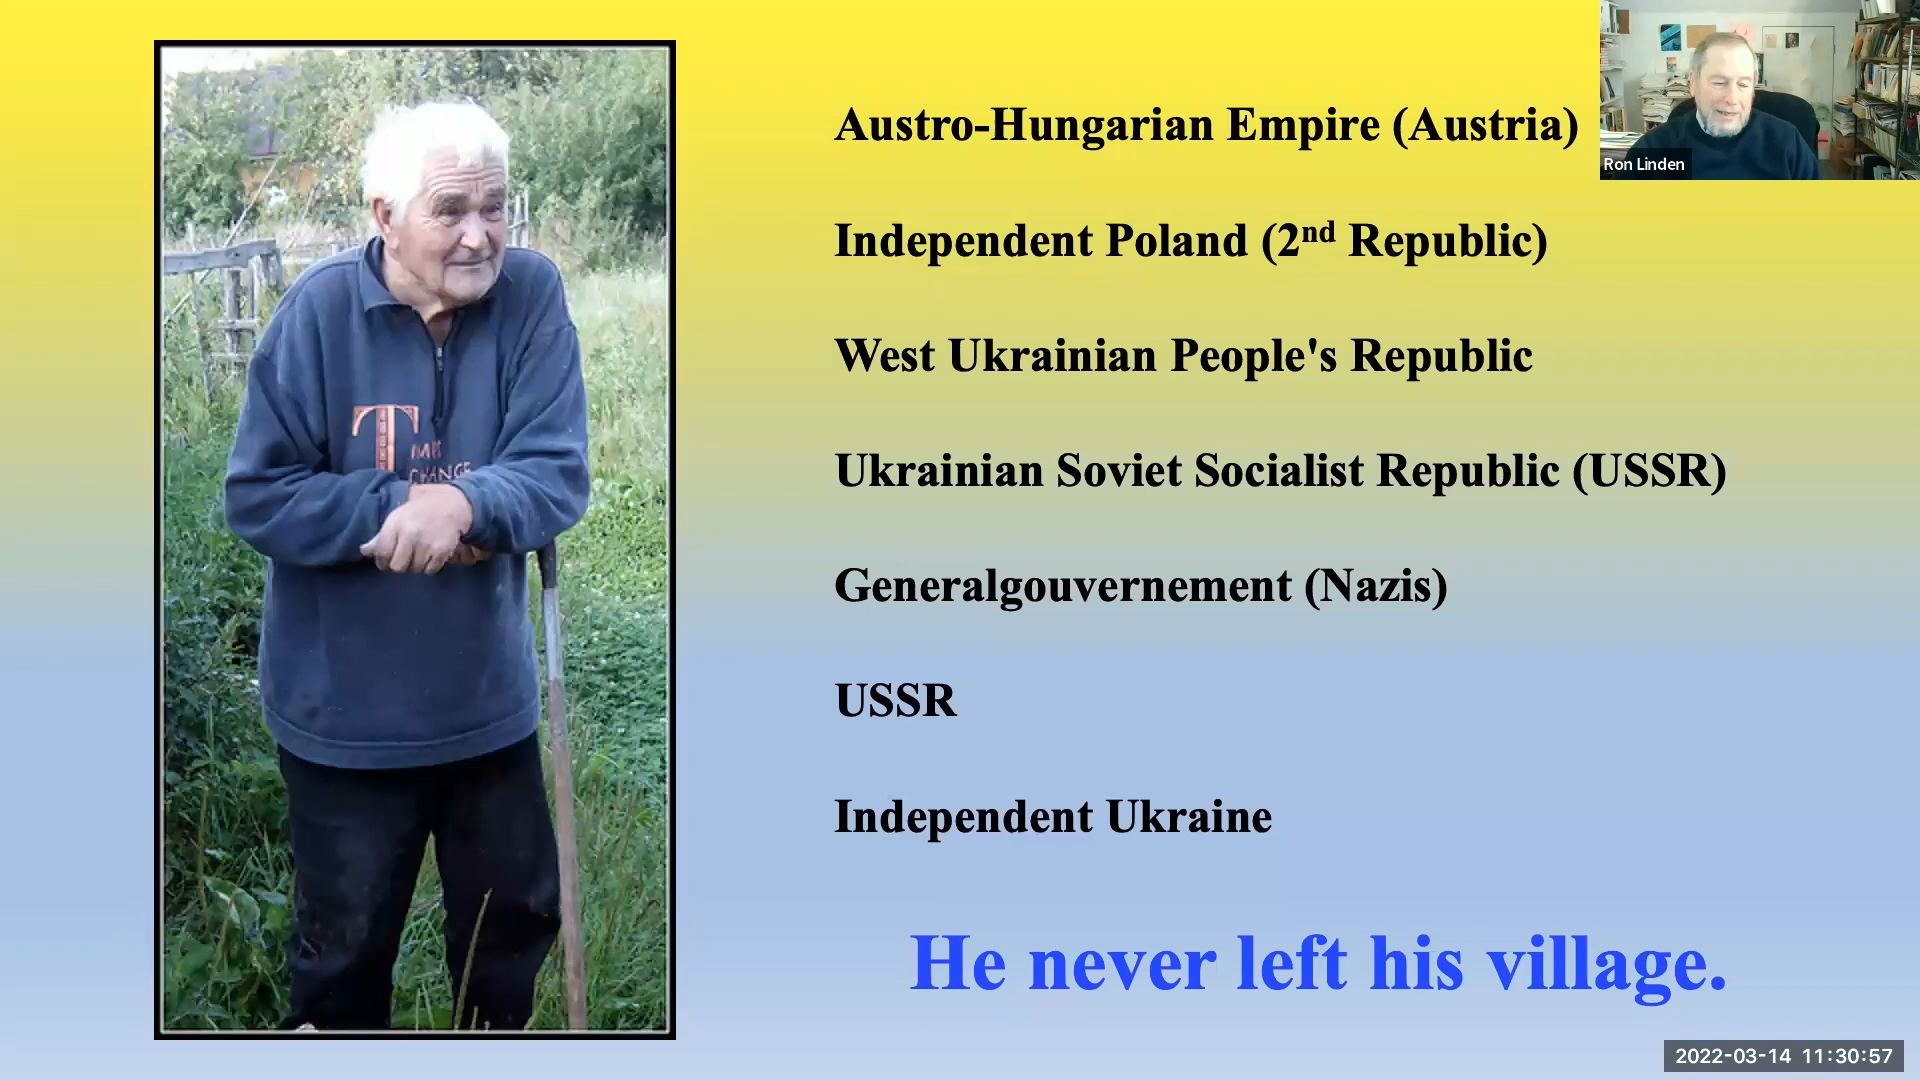 Austro-Hungarian Empire (Austria)
Ron Linden
Independent Poland (2nd Republic)
West Ukrainian People's Republic
T
CHANGE
Ukrainian Soviet Socialist Republic (USSR)
Generalgouvernement (Nazis)
USSR
Independent Ukraine
He never left his village.
2022-03-14 11:30:57